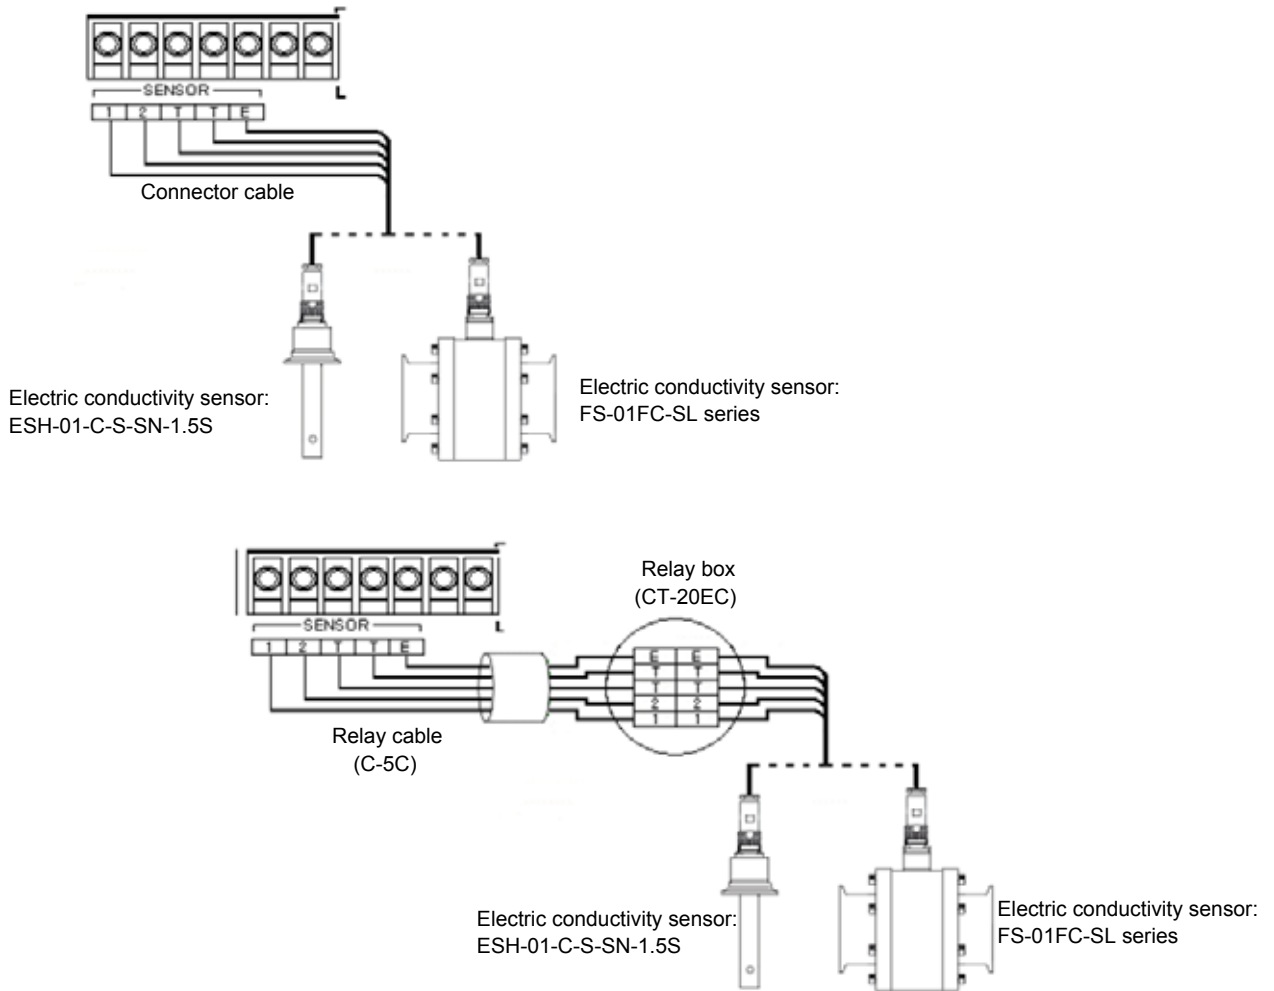 SENSOR
L
1 2 T T E
Connector cable
Electric conductivity sensor:
ESH-01-C-S-SN-1.5S
Electric conductivity sensor:
FS-01FC-SL series
Relay box
(CT-20EC)
SENSOR
L
1 2 T T E
E E
T T
T T
2 2
1 1
Relay cable
(C-5C)
Electric conductivity sensor:
ESH-01-C-S-SN-1.5S
Electric conductivity sensor:
FS-01FC-SL series